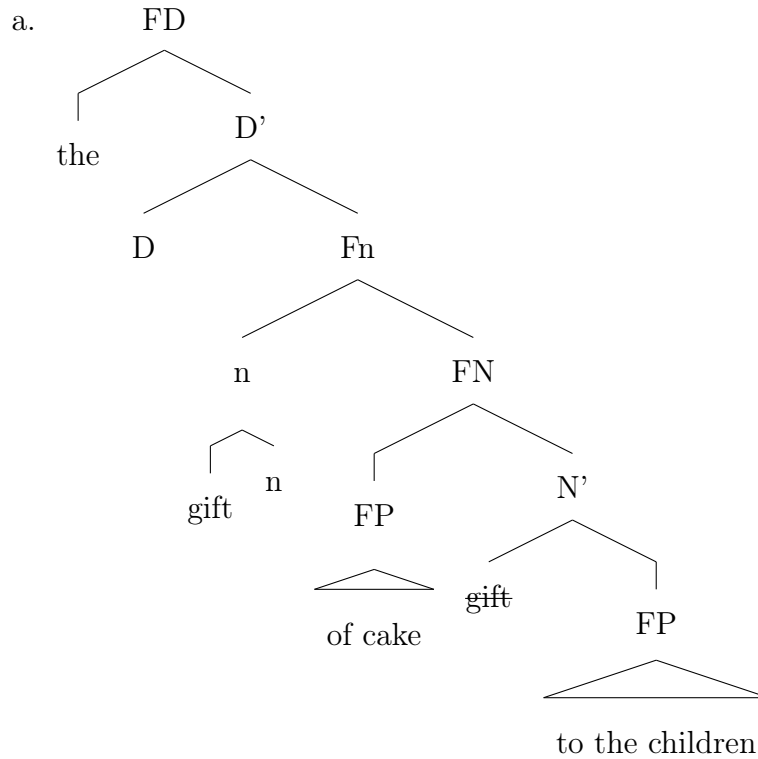 a. FD
the D'
D Fn
n FN
gift n FP N'
of cake gift FP
to the children